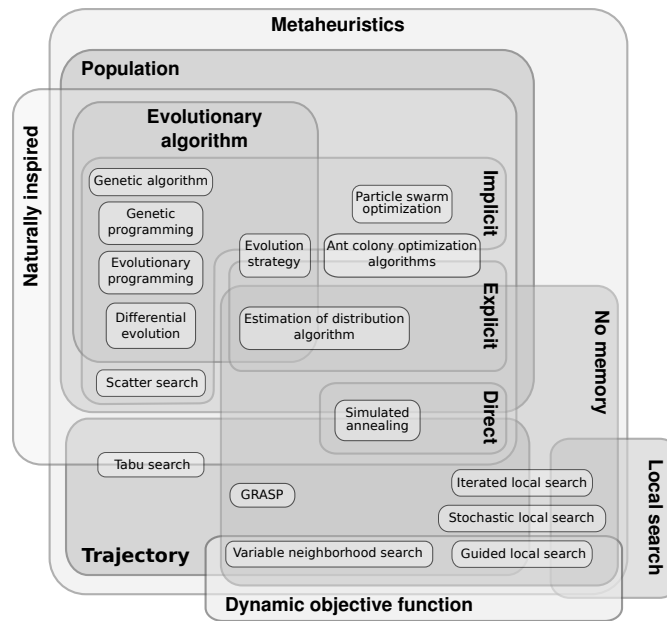 Metaheuristics
Population
Naturally inspired
Evolutionary
algorithm
Genetic algorithm
Genetic
programming
Evolutionary
programming
Differential
evolution
Scatter search
Evolution
strategy
Particle swarm
optimization
Ant colony optimization
algorithms
Implicit
Estimation of distribution
algorithm
Explicit
No memory
Simulated
annealing
Direct
Tabu search
GRASP
Iterated local search
Stochastic local search
Local search
Trajectory
Variable neighborhood search
Guided local search
Dynamic objective function